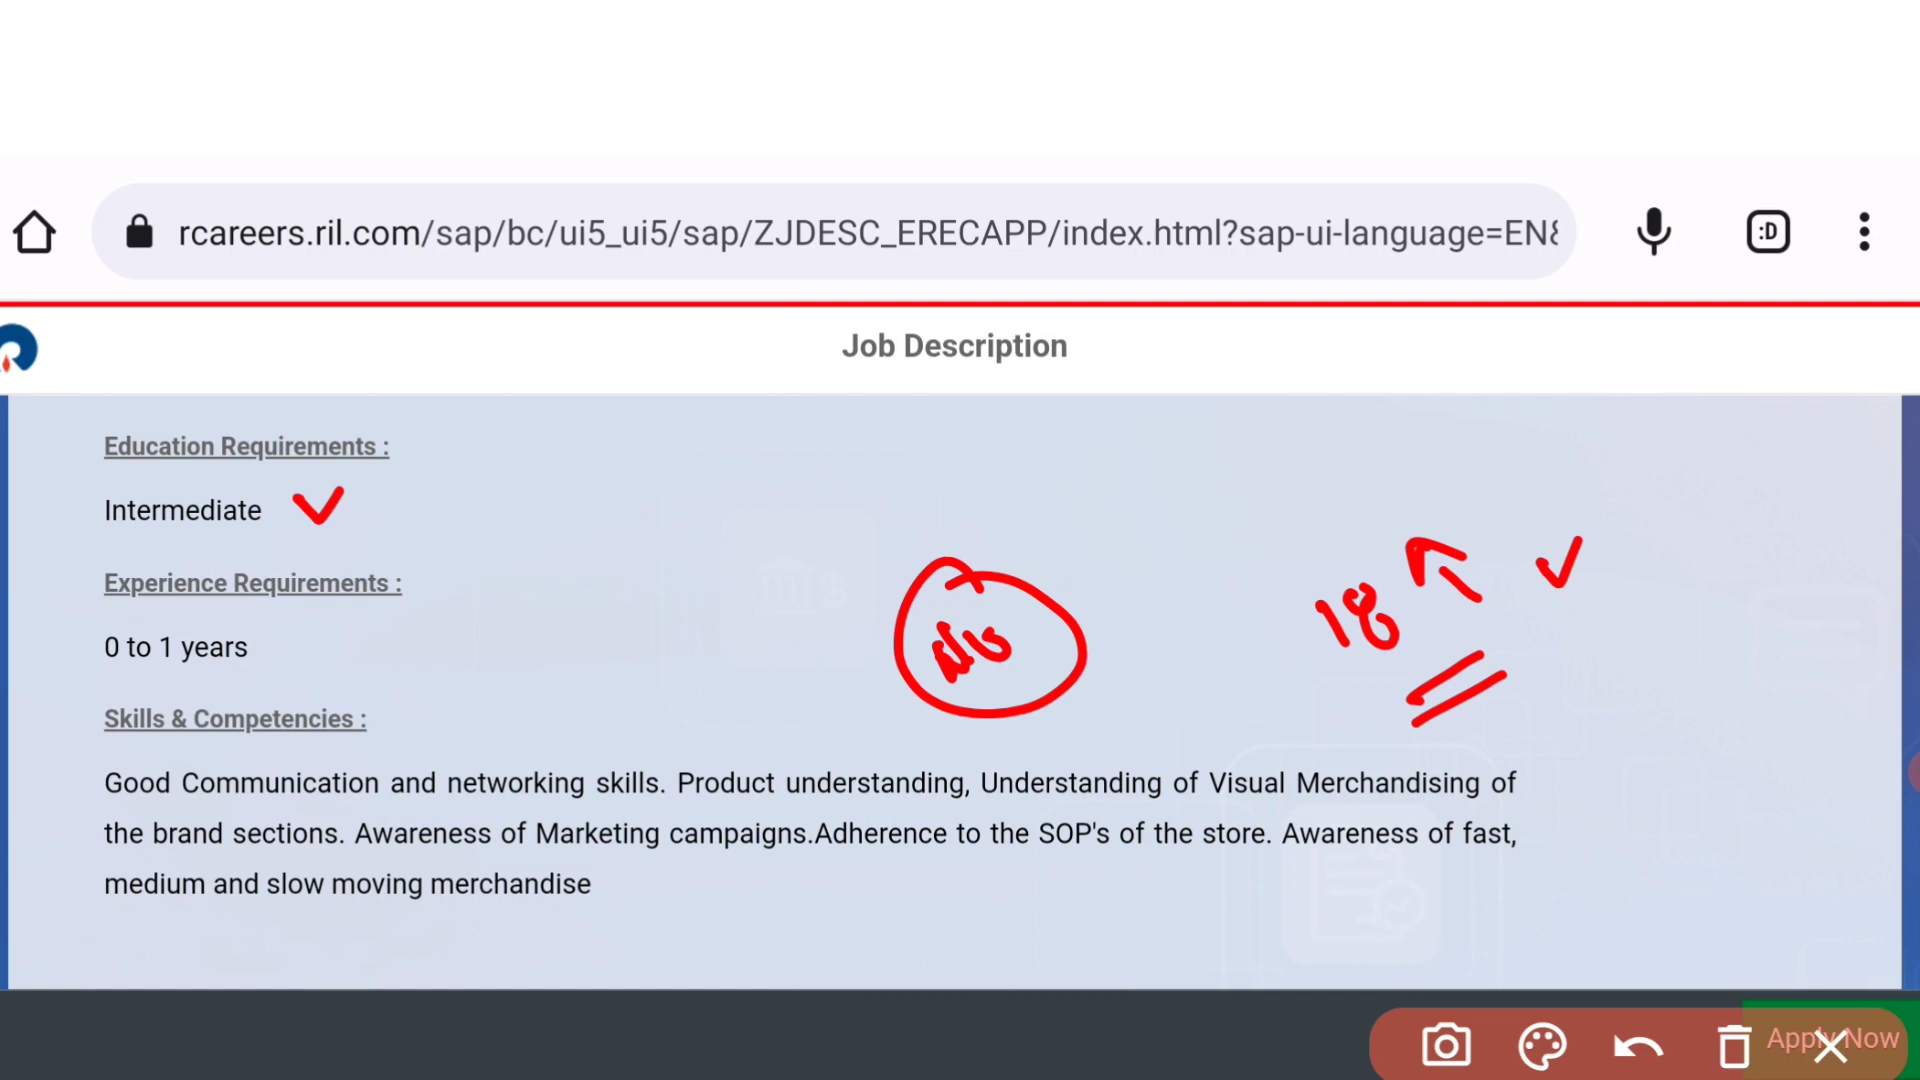 rcareers.ril.com/sap/bc/ui5_ui5/sap/ZJDESC_ERECAPP/index.html?sap-ui-language=EN&
:D
Job Description
Education Requirements :
Intermediate
Experience Requirements :
0 to 1 years
No
18
Skills & Competencies :
Good Communication and networking skills. Product understanding, Understanding of Visual Merchandising of
the brand sections. Awareness of Marketing campaigns.Adherence to the SOP's of the store. Awareness of fast,
medium and slow moving merchandise
Apply Now